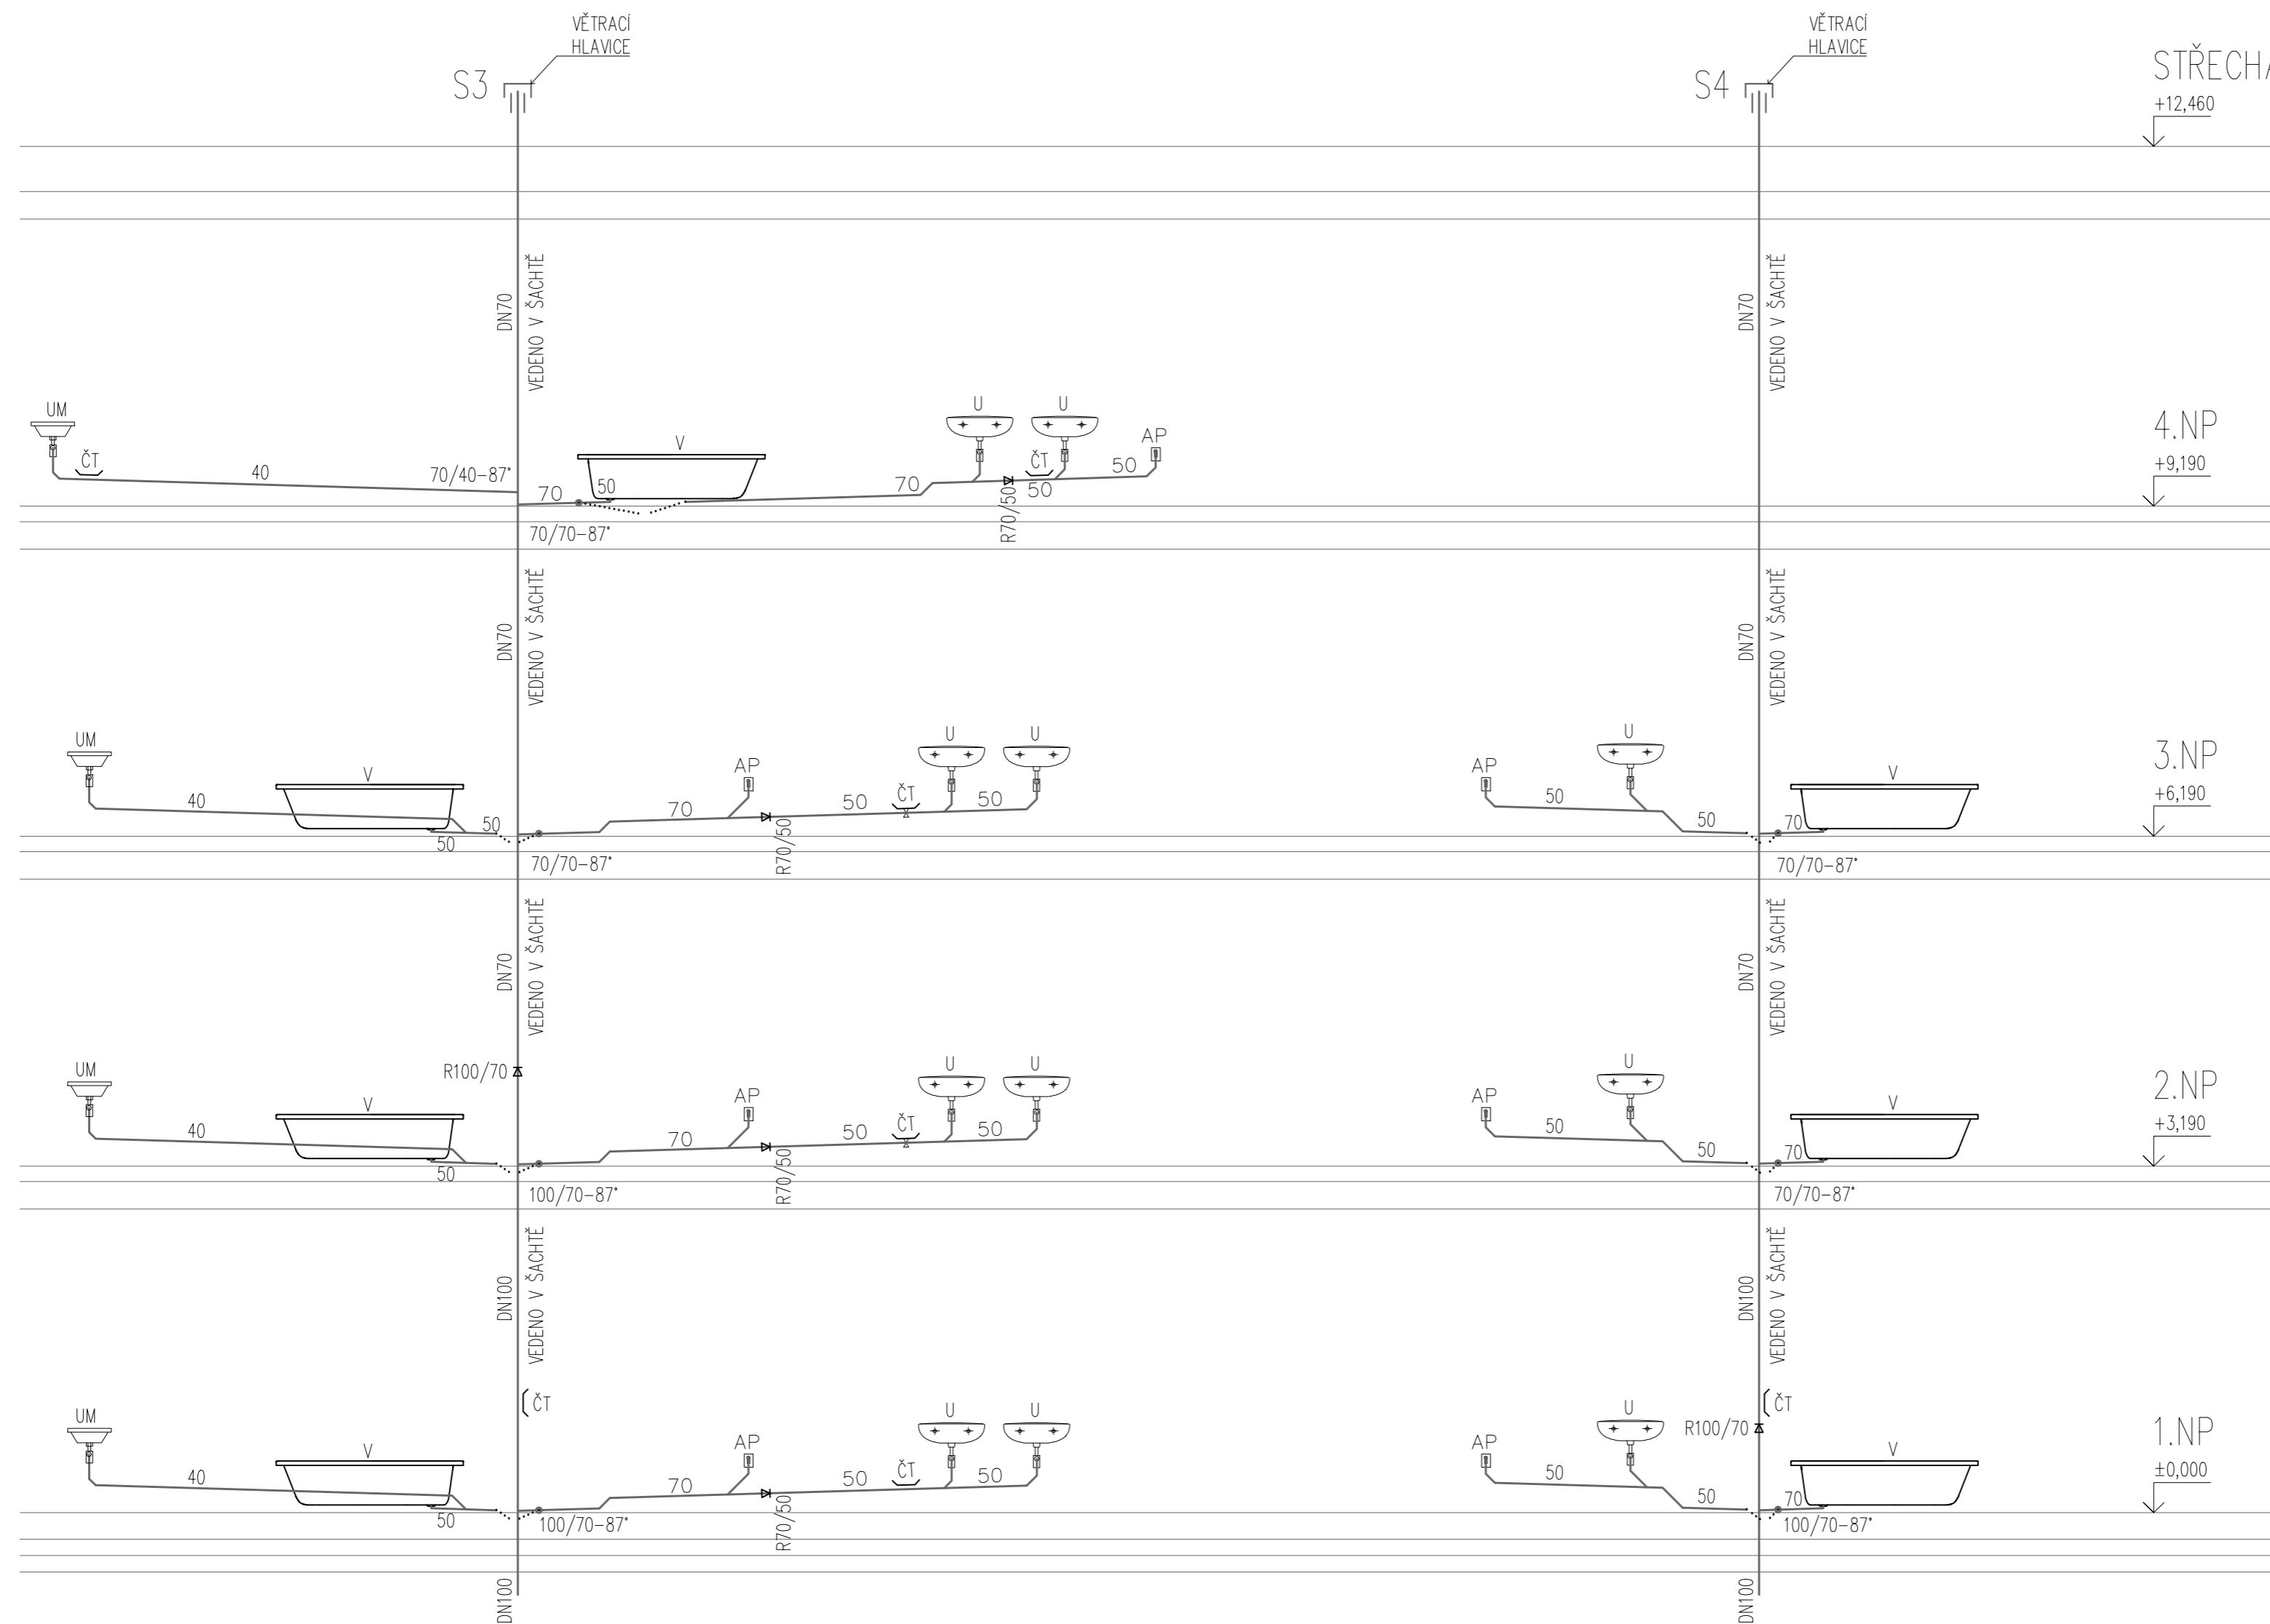 VĚTRACÍ
HLAVICE
VĚTRACÍ
HLAVICE
S3
S4
STŘECHA
+12,460
DN70
VEDENO V ŠACHTĚ
DN70
VEDENO V ŠACHTĚ
UM
ČT
40
70/40-87°
70
50
V
70
U
U
ČT
AP
50
50
R70/50
70/70-87°
4.NP
+9,190
DN70
VEDENO V ŠACHTĚ
DN70
VEDENO V ŠACHTĚ
UM
40
V
50
50
70/70-87°
70
AP
R70/50
50
ČT
U
50
U
AP
50
U
50
70
V
70/70-87°
3.NP
+6,190
DN70
VEDENO V ŠACHTĚ
DN70
VEDENO V ŠACHTĚ
R100/70
UM
40
V
50
100/70-87°
70
AP
R70/50
50
ČT
U
50
U
AP
50
U
50
70
V
70/70-87°
2.NP
+3,190
DN100
VEDENO V ŠACHTĚ
DN100
VEDENO V ŠACHTĚ
ČT
ČT
R100/70
UM
40
V
50
100/70-87°
70
AP
R70/50
50
ČT
U
50
U
AP
50
U
50
70
V
100/70-87°
1.NP
±0,000
DN100
DN100